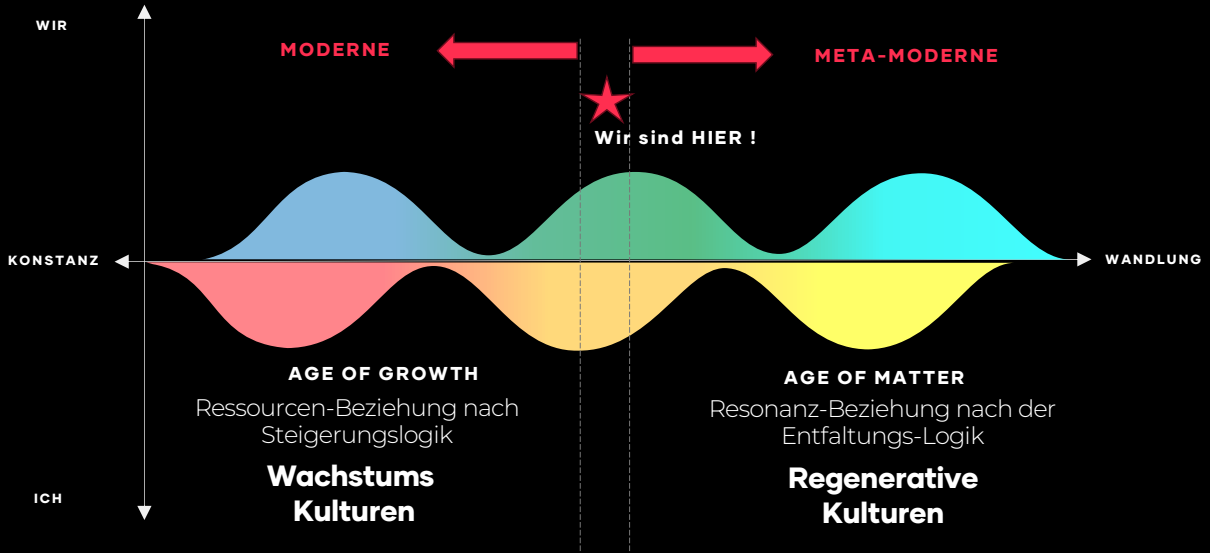 WIR
MODERNE
META-MODERNE
Wir sind HIER !
KONSTANZ
WANDLUNG
AGE OF GROWTH
Ressourcen-Beziehung nach
Steigerungslogik
Wachstums
Kulturen
AGE OF MATTER
Resonanz-Beziehung nach der
Entfaltungs-Logik
Regenerative
Kulturen
ICH